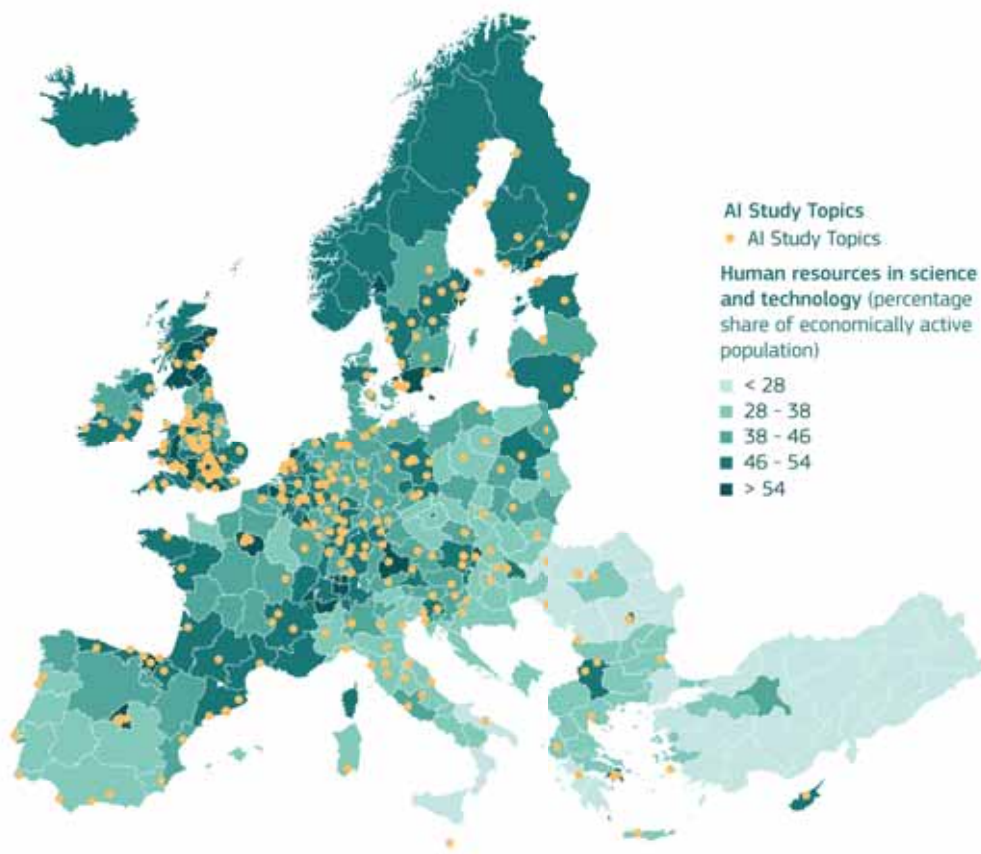 AI Study Topics
AI Study Topics
Human resources in science
and technology (percentage
share of economically active
population)
< 28
28 - 38
38 - 46
46 - 54
> 54